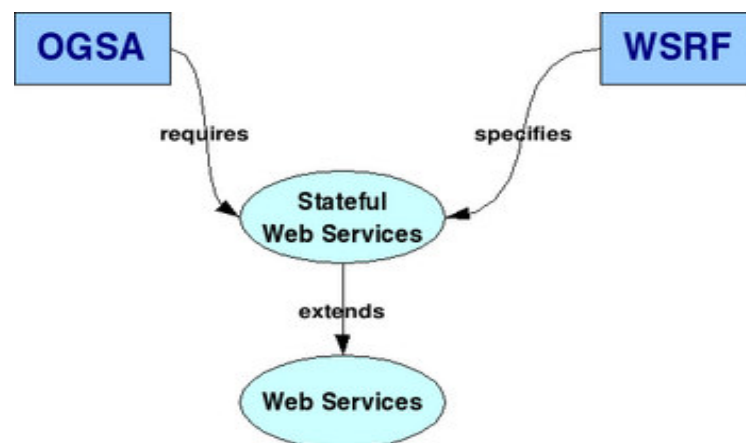 OGSA
WSRF
requires
specifies
Stateful
Web Services
extends
Web Services